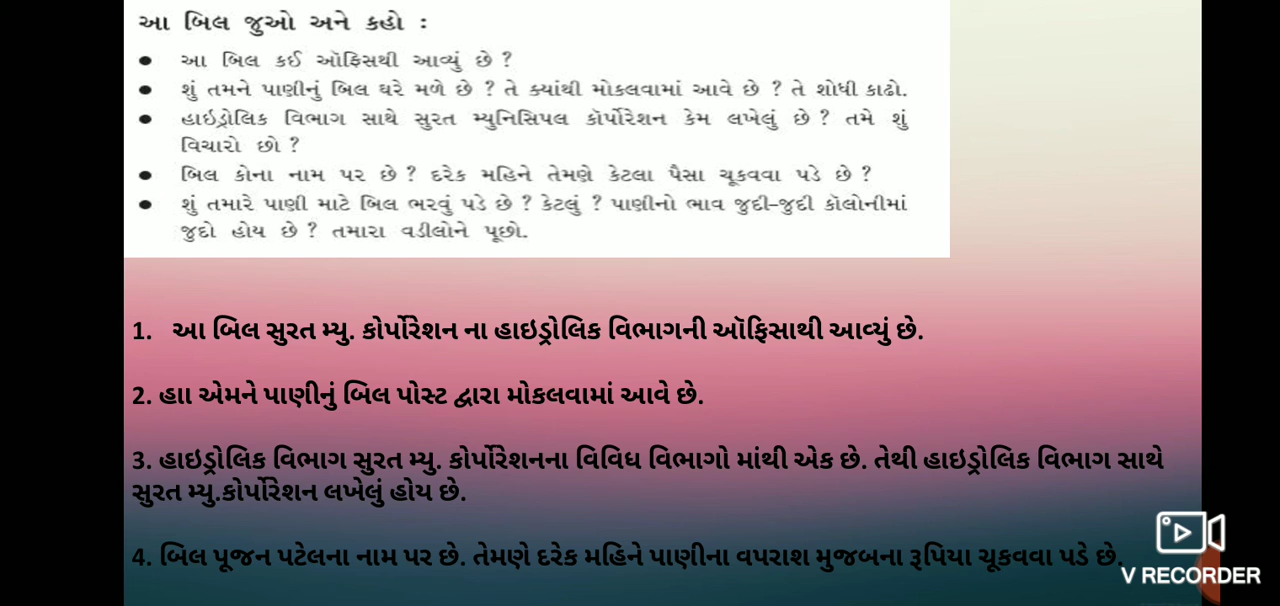 આ બિલ જુઓ અને કહો :
● આ બિલ કઈ ઑફિસથી આવ્યું છે ?
● શું તમને પાણીનું બિલ ઘરે મળે છે ? તે ક્યાંથી મોકલવામાં આવે છે ? તે શોધી કાઢો.
● હાઇડ્રોલિક વિભાગ સાથે સુરત મ્યુનિસિપલ કૉર્પોરેશન કેમ લખેલું છે ? તમે શું
વિચારો છો ?
● બિલ કોના નામ પર છે ? દરેક મહિને તેમણે કેટલા પૈસા ચૂકવવા પડે છે ?
● શું તમારે પાણી માટે બિલ ભરવું પડે છે ? કેટલું ? પાણીનો ભાવ જુદી-જુદી કૉલોનીમાં
જુદો હોય છે ? તમારા વડીલોને પૂછો.
1. આ બિલ સુરત મ્યુ. કોર્પોરેશન ના હાઇડ્રોલિક વિભાગની ઑફિસાથી આવ્યું છે.
2. હાા એમને પાણીનું બિલ પોસ્ટ દ્વારા મોકલવામાં આવે છે.
3. હાઇડ્રોલિક વિભાગ સુરત મ્યુ. કોર્પોરેશનના વિવિધ વિભાગો માંથી એક છે. તેથી હાઇડ્રોલિક વિભાગ સાથે
સુરત મ્યુ.કોર્પોરેશન લખેલું હોય છે.
4. બિલ પૂજન પટેલના નામ પર છે. તેમણે દરેક મહિને પાણીના વપરાશ મુજબના રૂપિયા ચૂકવવા પડે છે.
V RECORDER